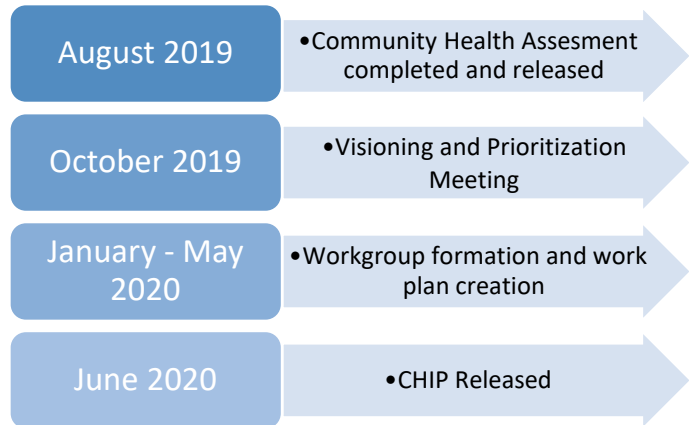 August 2019
•Community Health Assesment
completed and released
October 2019
•Visioning and Prioritization
Meeting
January - May
2020
•Workgroup formation and work
plan creation
June 2020
•CHIP Released